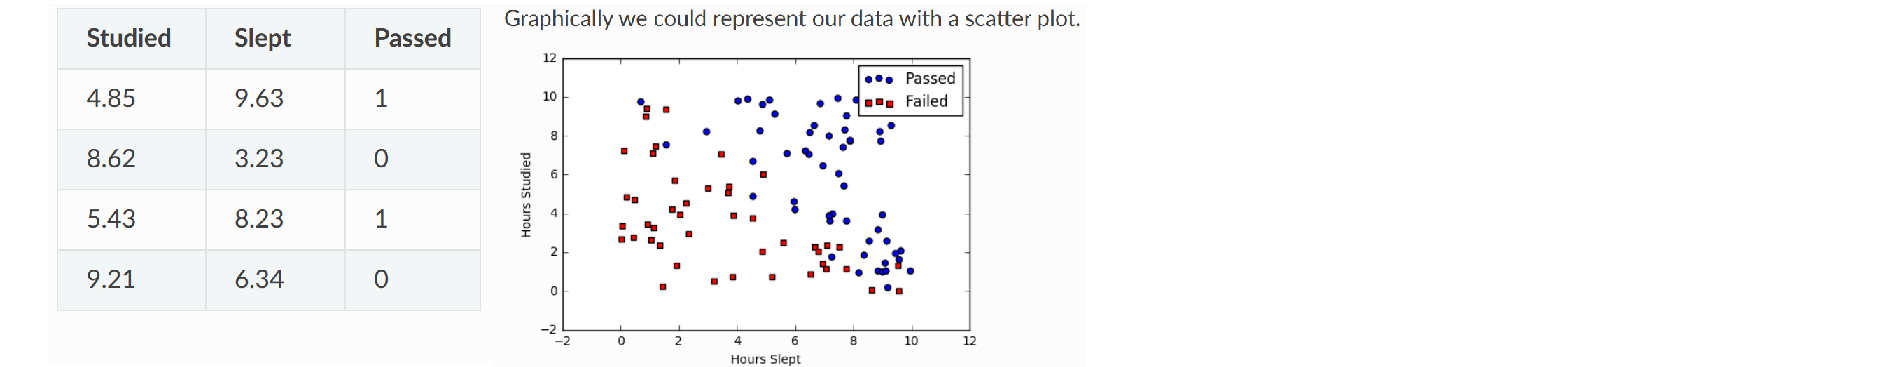 Studied Slept Passed
4.85 9.63 1
8.62 3.23 0
5.43 8.23 1
9.21 6.34 0
Graphically we could represent our data with a scatter plot.
12
10
8
6
4
2
0
−2
Hours Studied
Passed
Failed
−2 0 2 4 6 8 10 12
Hours Slept